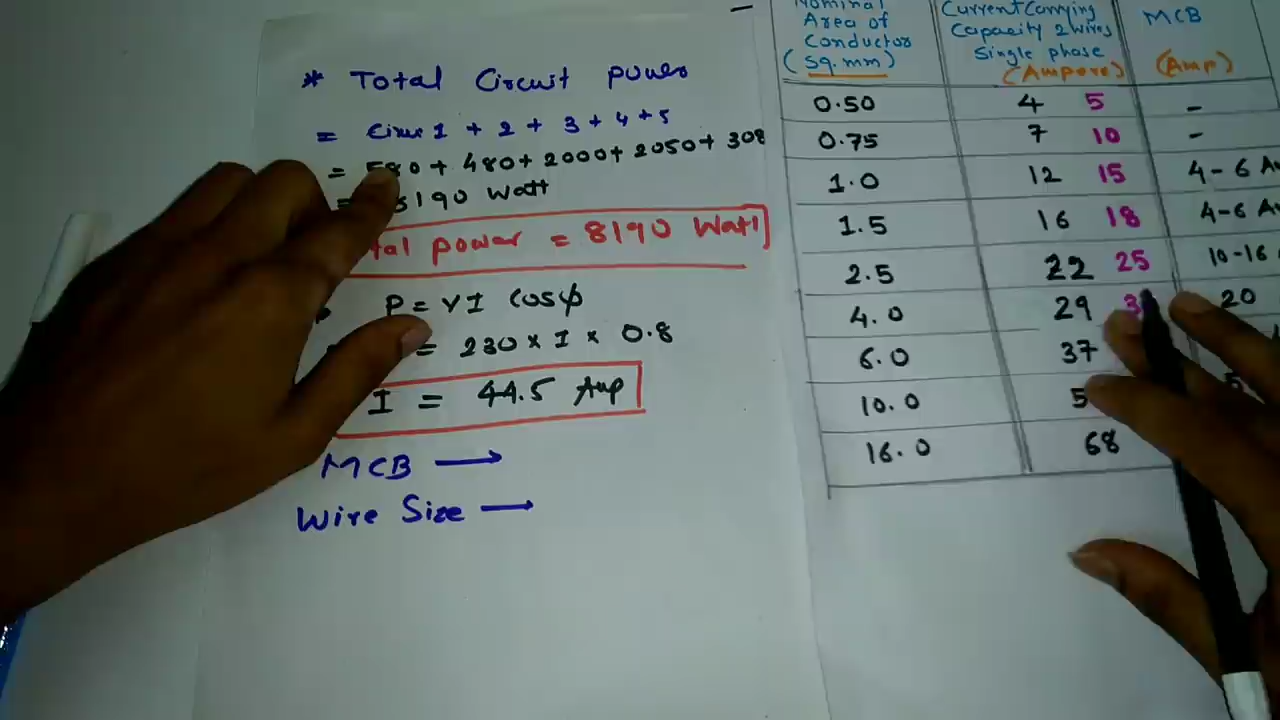 * Total Circuit power
= Circu 1 + 2 + 3 + 4 + 5
= 580 + 480 + 2000 + 2050 + 308
= 8190 Watt
power = 8190 Watt
P = VI Cosφ
= 230 × I × 0.8
I = 44.5 Amp
MCB →
Wire Size →
Nominal Area of Conductor (Sq.mm)
Current Carrying Capacity 2 wires Single phase (Ampere)
MCB (Amp)
0.50 4 5 -
0.75 7 10 -
1.0 12 15 4-6
1.5 16 18 4-6
2.5 22 25 10-16
4.0 29 20
6.0 37
10.0
16.0 68